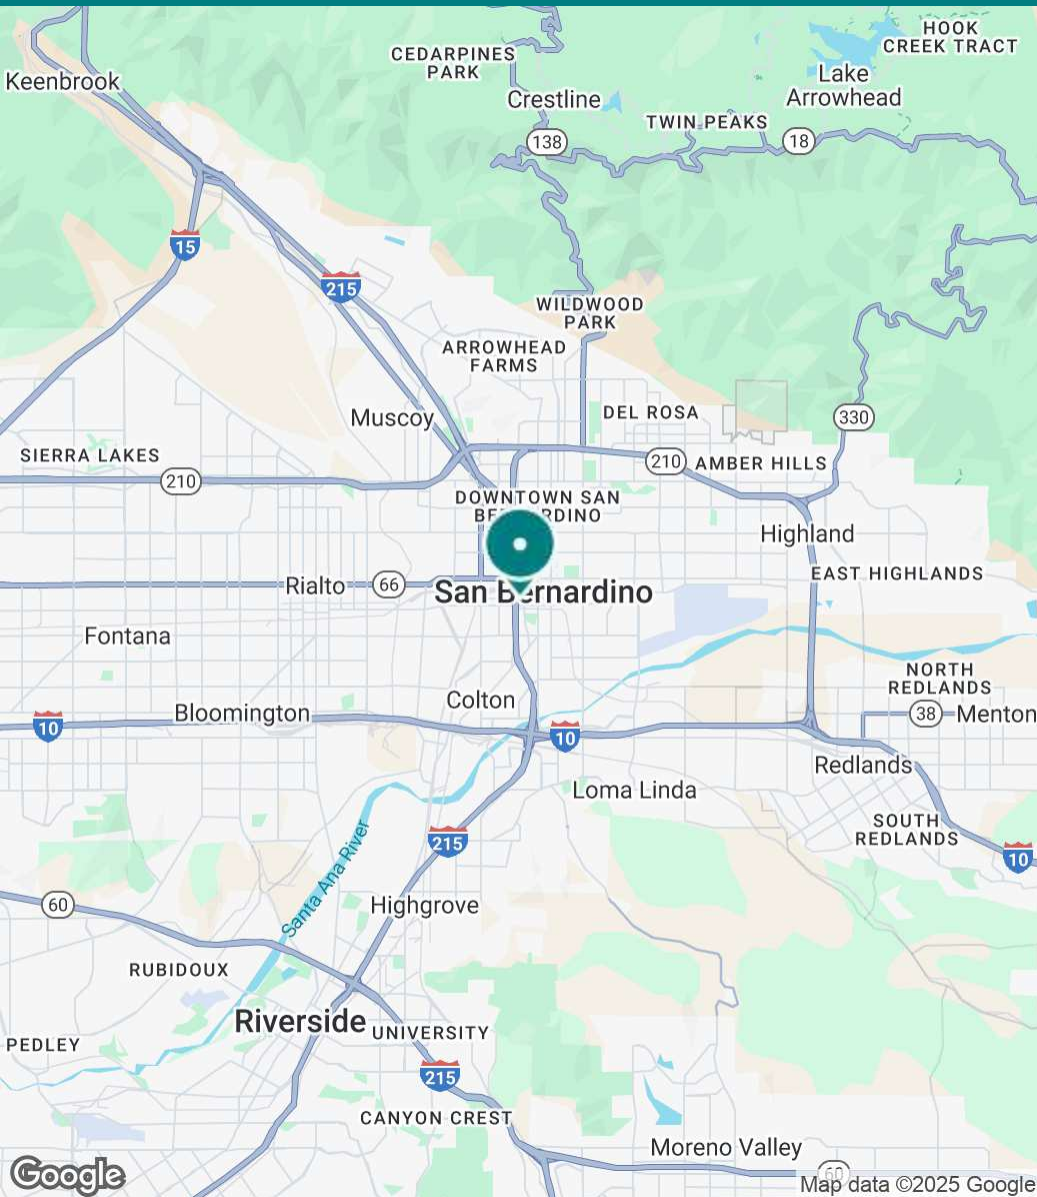 HOOK
CREEK TRACT
CEDARPINES
PARK
Keenbrook
Lake
Arrowhead
Crestline
TWIN PEAKS
138
18
15
215
WILDWOOD
PARK
ARROWHEAD
FARMS
Muscoy
DEL ROSA
330
SIERRA LAKES
210
210
AMBER HILLS
DOWNTOWN SAN
BERNARDINO
Highland
EAST HIGHLANDS
Rialto
66
San Bernardino
Fontana
NORTH
REDLANDS
Colton
Bloomington
38
Menton
10
10
Redlands
Loma Linda
SOUTH
REDLANDS
215
10
Santa Ana River
60
Highgrove
RUBIDOUX
Riverside
UNIVERSITY
PEDLEY
215
CANYON CREST
Moreno Valley
60
Google
Map data ©2025 Google